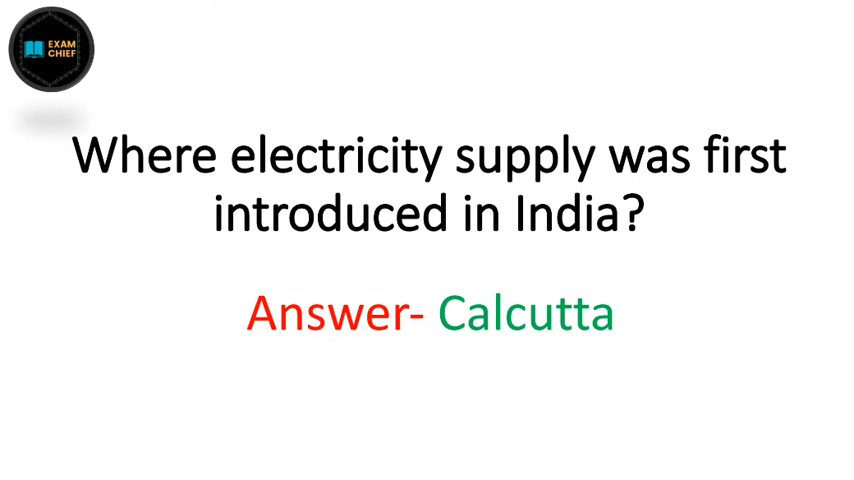 EXAM
CHIEF
Where electricity supply was first
introduced in India?
Answer- Calcutta